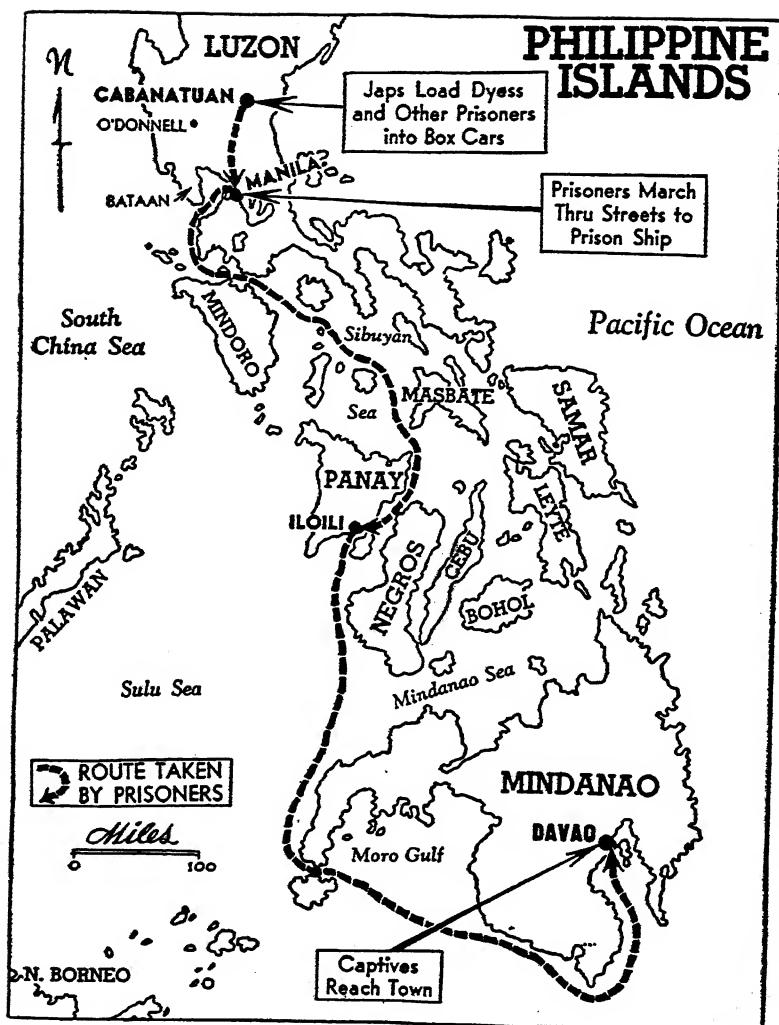 PHILIPPINE
ISLANDS
N
LUZON
CABANATUAN
O'DONNELL
Japs Load Dyess
and Other Prisoners
into Box Cars
MANILA
BATAAN
Prisoners March
Thru Streets to
Prison Ship
South
China Sea
MINDORO
Sibuyan
Sea
Pacific Ocean
MASBATE
SAMAR
PANAY
LEYTE
ILOILI
NEGROS
CEBU
BOHOL
PALAWAN
Mindanao Sea
Sulu Sea
ROUTE TAKEN
BY PRISONERS
MINDANAO
Miles
0 100
Moro Gulf
DAVAO
Captives
Reach Town
N. BORNEO